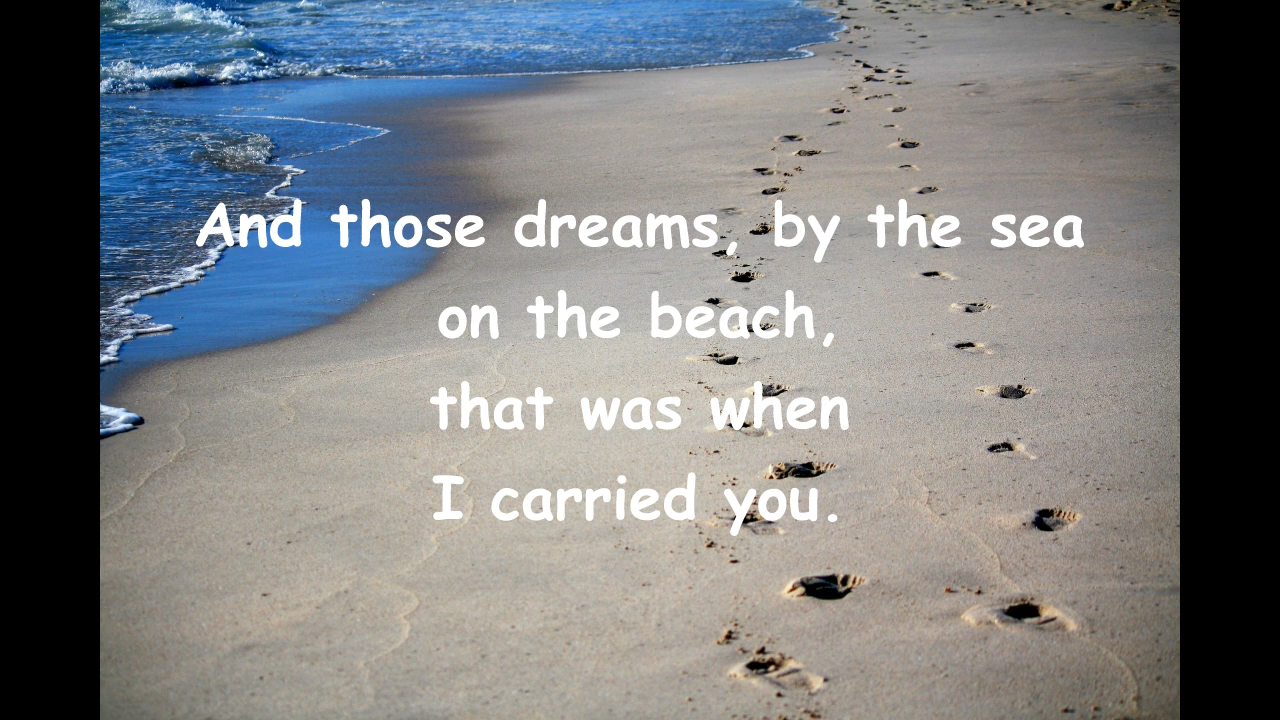 And those dreams, by the sea
on the beach,
that was when
I carried you.